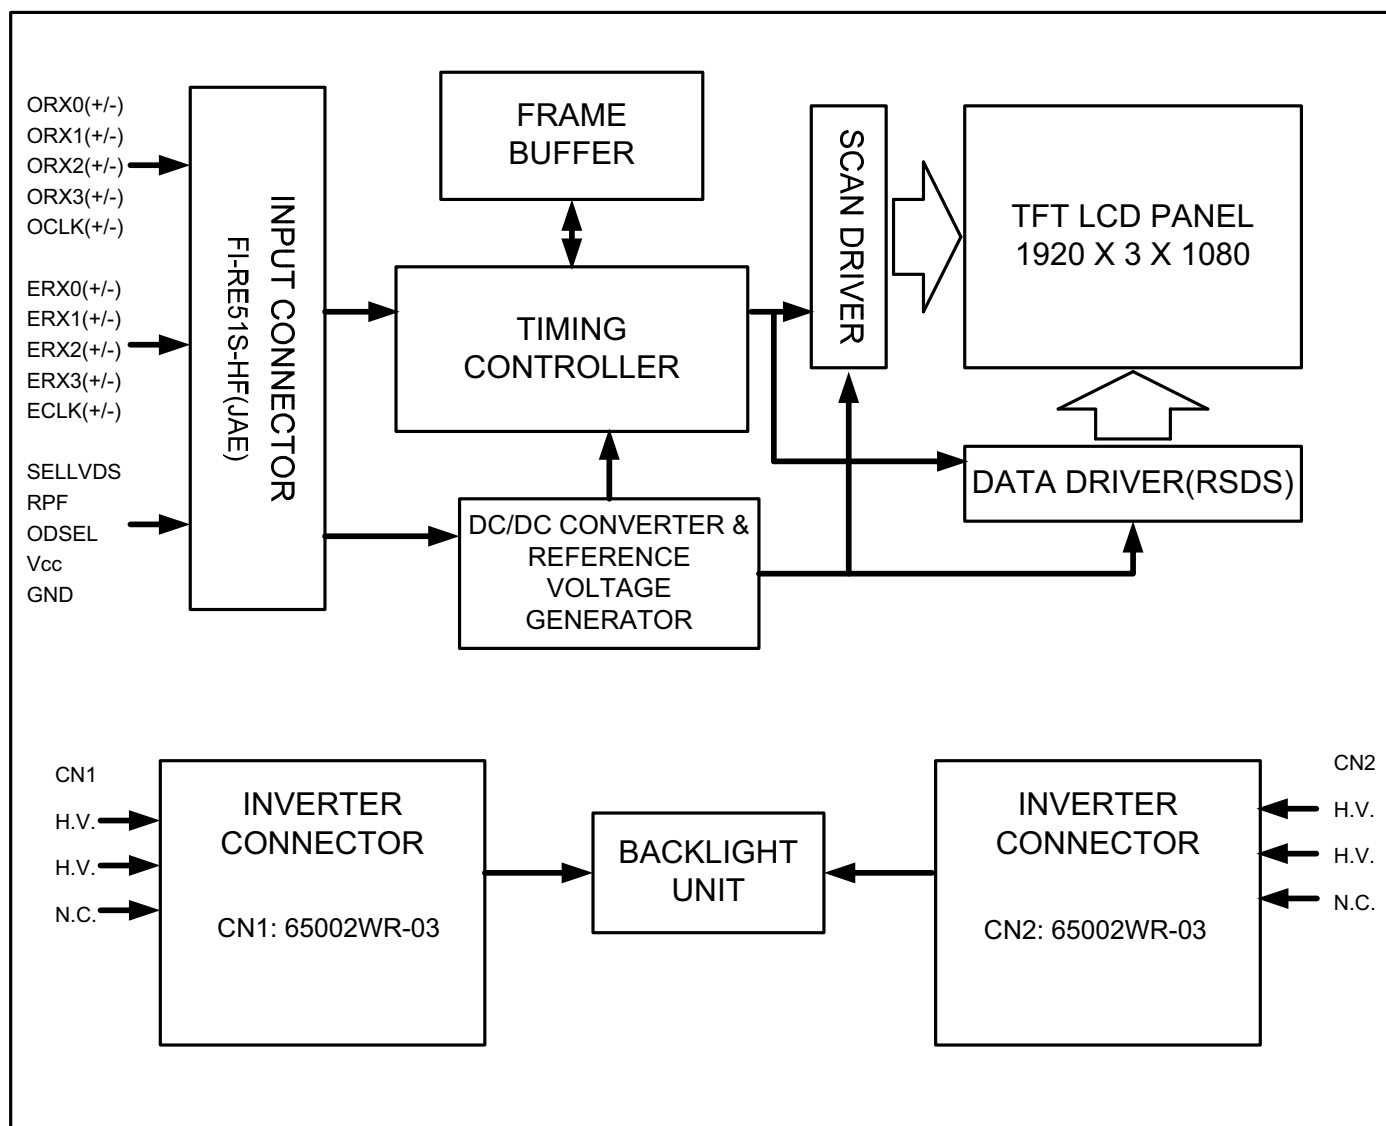 ORX0(+/-)
ORX1(+/-)
ORX2(+/-)
ORX3(+/-)
OCLK(+/-)
ERX0(+/-)
ERX1(+/-)
ERX2(+/-)
ERX3(+/-)
ECLK(+/-)
SELLVDS
RPF
ODSEL
Vcc
GND
INPUT CONNECTOR
FI-RE51S-HF(JAE)
FRAME
BUFFER
TIMING
CONTROLLER
DC/DC CONVERTER &
REFERENCE
VOLTAGE
GENERATOR
SCAN DRIVER
TFT LCD PANEL
1920 X 3 X 1080
DATA DRIVER(RSDS)
CN1
H.V.
H.V.
N.C.
INVERTER
CONNECTOR
CN1: 65002WR-03
BACKLIGHT
UNIT
INVERTER
CONNECTOR
CN2: 65002WR-03
CN2
H.V.
H.V.
N.C.